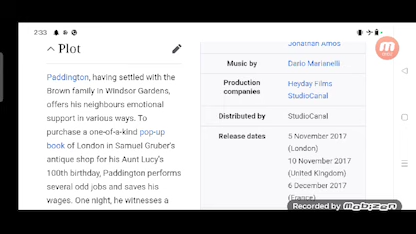 2:33
Plot
Paddington, having settled with the
Brown family in Windsor Gardens,
offers his neighbours emotional
support in various ways. To
purchase a one-of-a-kind pop-up
book of London in Samuel Gruber's
antique shop for his Aunt Lucy's
100th birthday, Paddington performs
several odd jobs and saves his
wages. One night, he witnesses a
Jonathan Amos
Music by Dario Marianelli
Production Heyday Films
companies StudioCanal
Distributed by StudioCanal
Release dates 5 November 2017
(London)
10 November 2017
(United Kingdom)
6 December 2017
(France)
Recorded by Mobizen